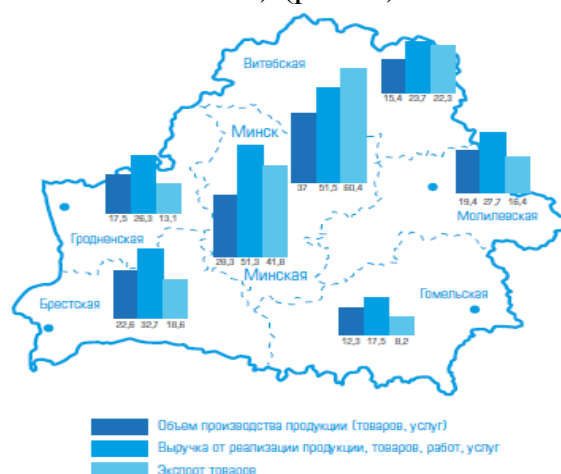 Витебская
15,4 23,7 22,3
Минск
37 51,5 60,4
17,5 26,3 13,1
Гродненская
19,4 27,7 16,4
Молилевская
28,3 51,3 41,8
Минская
Брестская
22,6 32,7 18,6
Гомельская
12,3 17,5 8,2
Объем производства продукции (товаров, услуг)
Выручка от реализации продукции, товаров, работ, услуг
Экспорт товаров